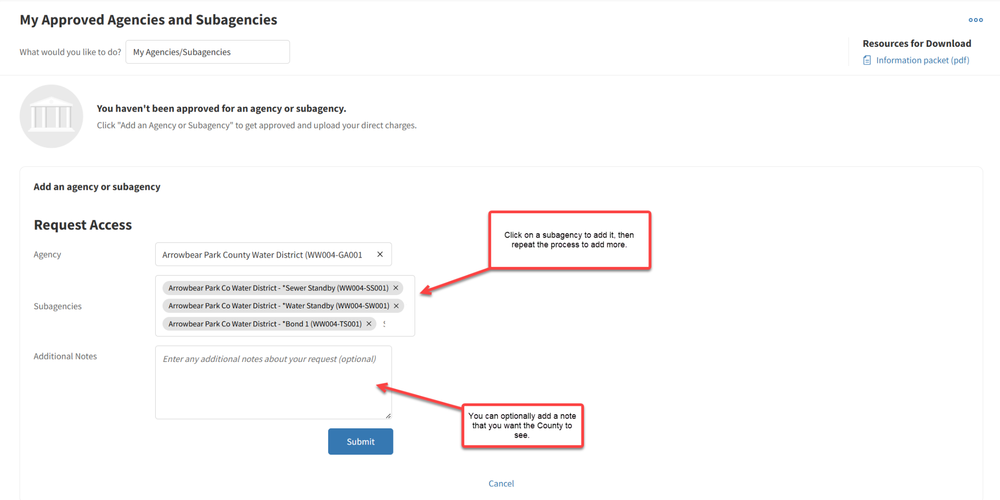 My Approved Agencies and Subagencies
What would you like to do?
My Agencies/Subagencies
Resources for Download
Information packet (pdf)
You haven't been approved for an agency or subagency.
Click "Add an Agency or Subagency" to get approved and upload your direct charges.
Add an agency or subagency
Request Access
Click on a subagency to add it, then
repeat the process to add more.
Agency
Arrowbear Park County Water District (WW004-GA001
Subagencies
Arrowbear Park Co Water District - *Sewer Standby (WW004-SS001)
Arrowbear Park Co Water District - *Water Standby (WW004-SW001)
Arrowbear Park Co Water District - *Bond 1 (WW004-TS001)
Additional Notes
Enter any additional notes about your request (optional)
You can optionally add a note
that you want the County to
see.
Submit
Cancel